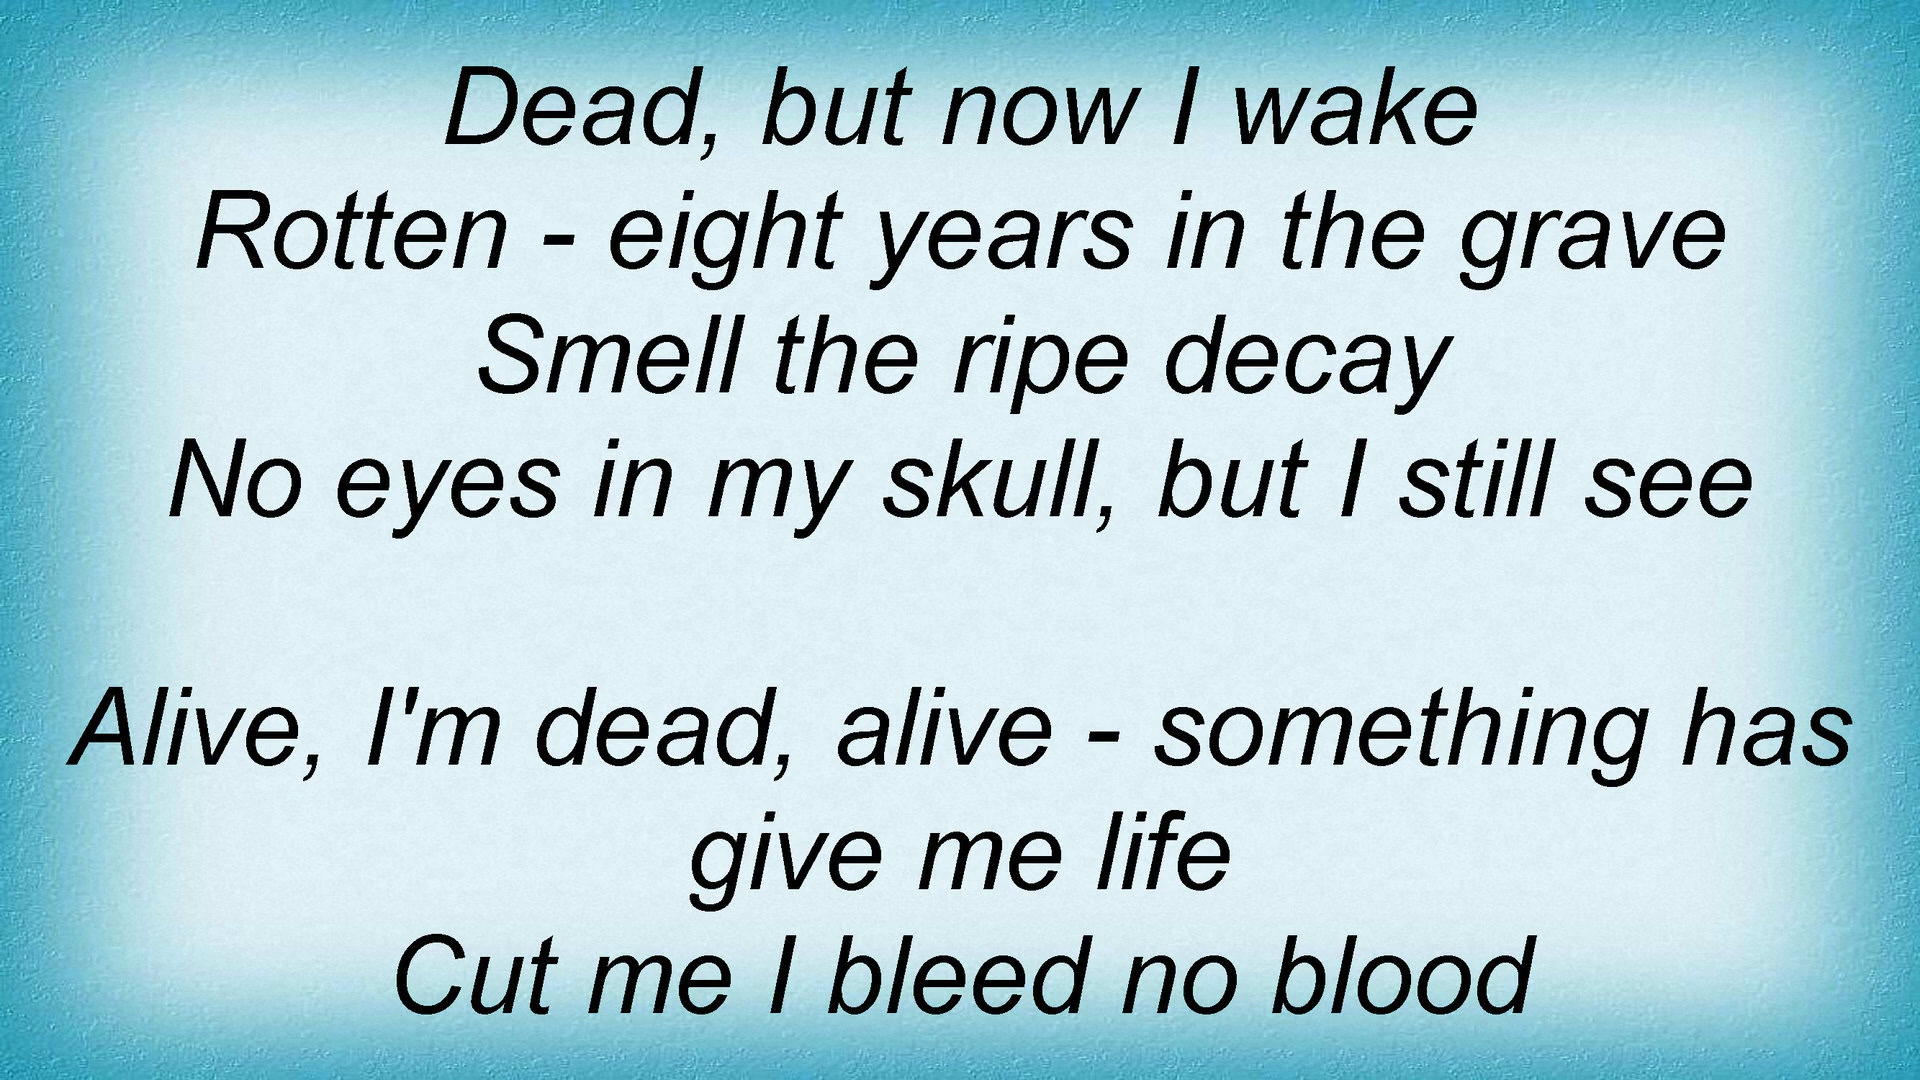 Dead, but now I wake
Rotten - eight years in the grave
Smell the ripe decay
No eyes in my skull, but I still see
Alive, I'm dead, alive - something has
give me life
Cut me I bleed no blood